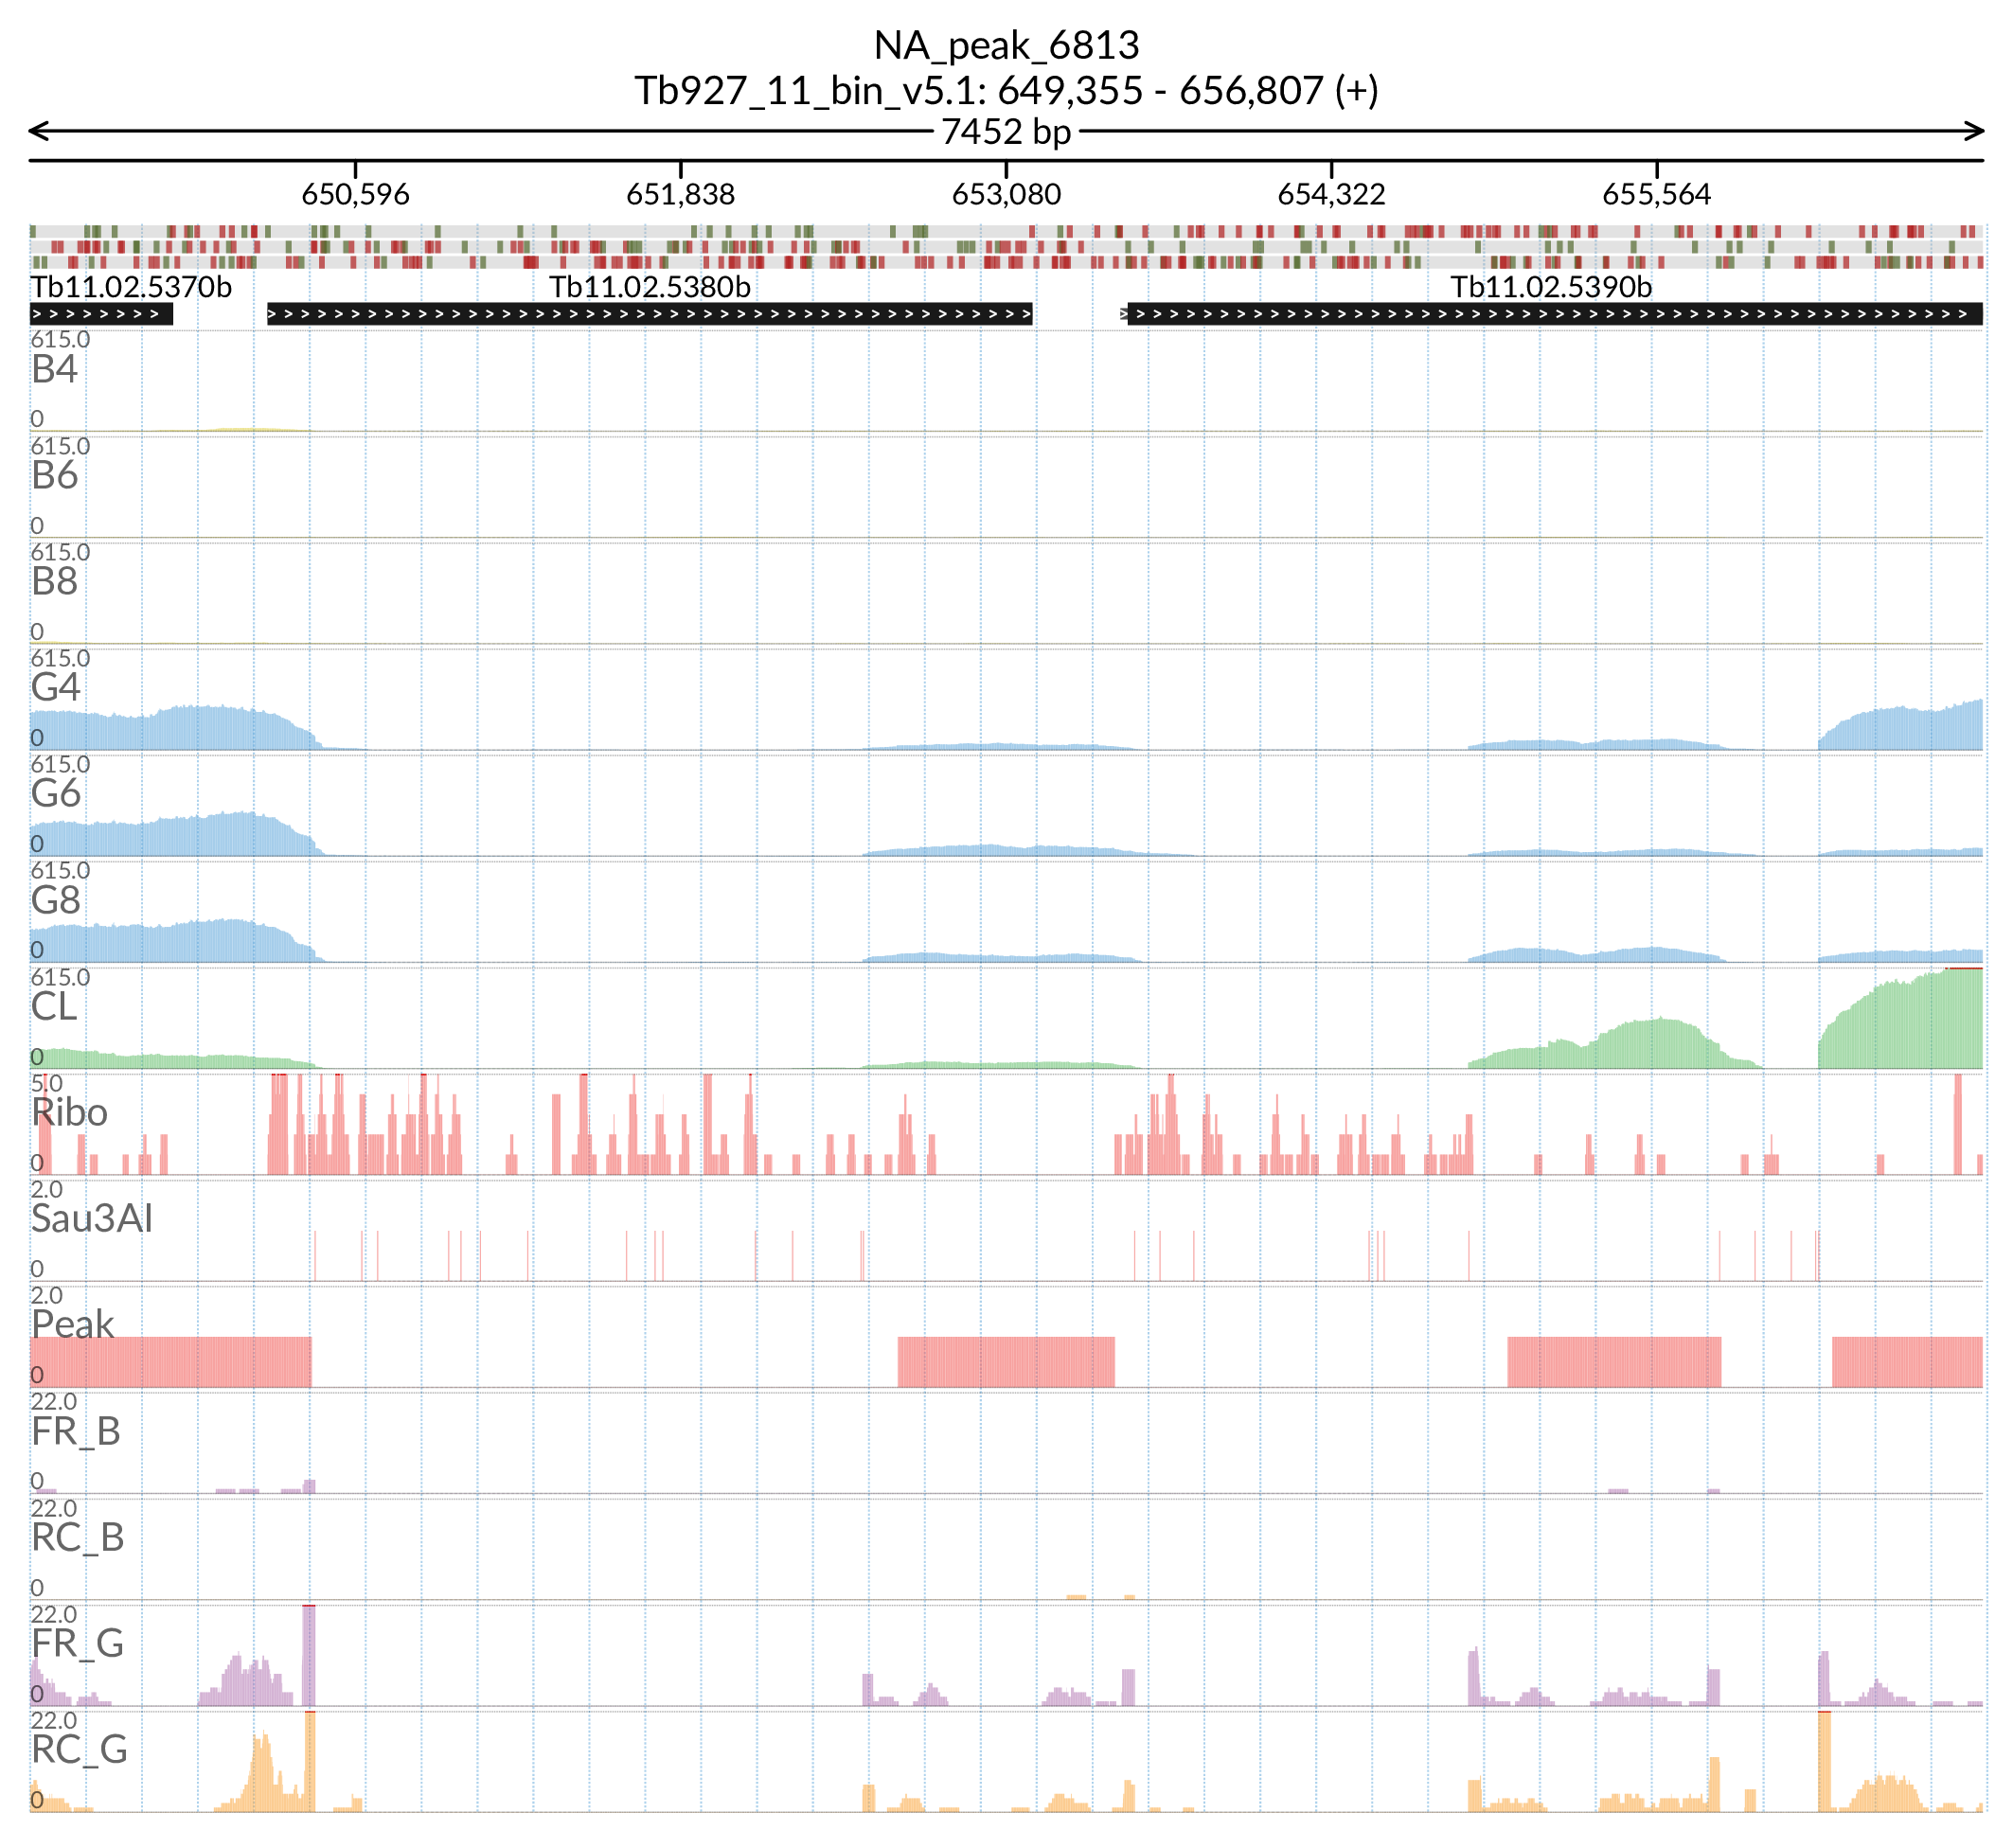 NA_peak_6813
Tb927_11_bin_v5.1: 649,355 - 656,807 (+)
7452 bp
650,596 651,838 653,080 654,322 655,564
Tb11.02.5370b Tb11.02.5380b Tb11.02.5390b
615.0
B4
0
615.0
B6
0
615.0
B8
0
615.0
G4
0
615.0
G6
0
615.0
G8
0
615.0
CL
0
50
Ribo
0
2.0
Sau3AI
0
2.0
Peak
0
22.0
FR_B
0
22.0
RC_B
0
22.0
FR_G
0
22.0
RC_G
0